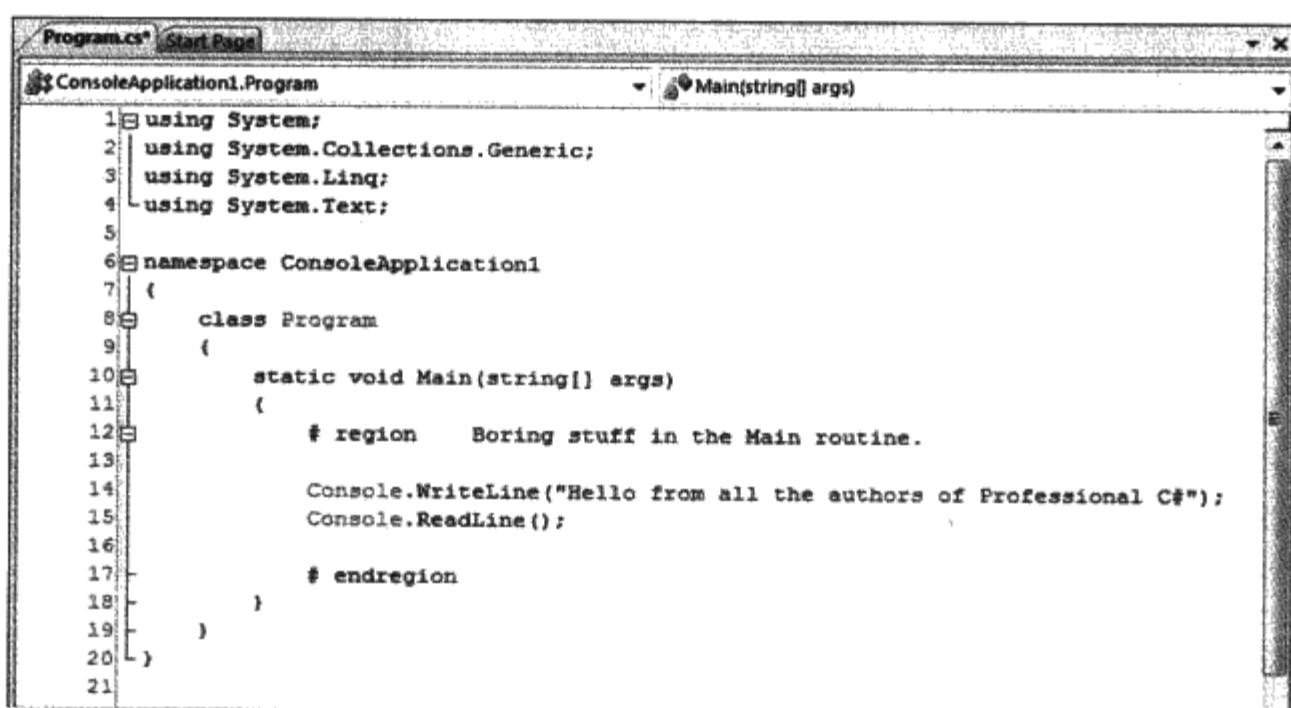 Program.cs* Start Page
ConsoleApplication1.Program Main(string[] args)
1 using System;
2 using System.Collections.Generic;
3 using System.Linq;
4 using System.Text;
5
6 namespace ConsoleApplication1
7 {
8 class Program
9 {
10 static void Main(string[] args)
11 {
12 # region Boring stuff in the Main routine.
13
14 Console.WriteLine("Hello from all the authors of Professional C#");
15 Console.ReadLine();
16
17 # endregion
18 }
19 }
20 }
21